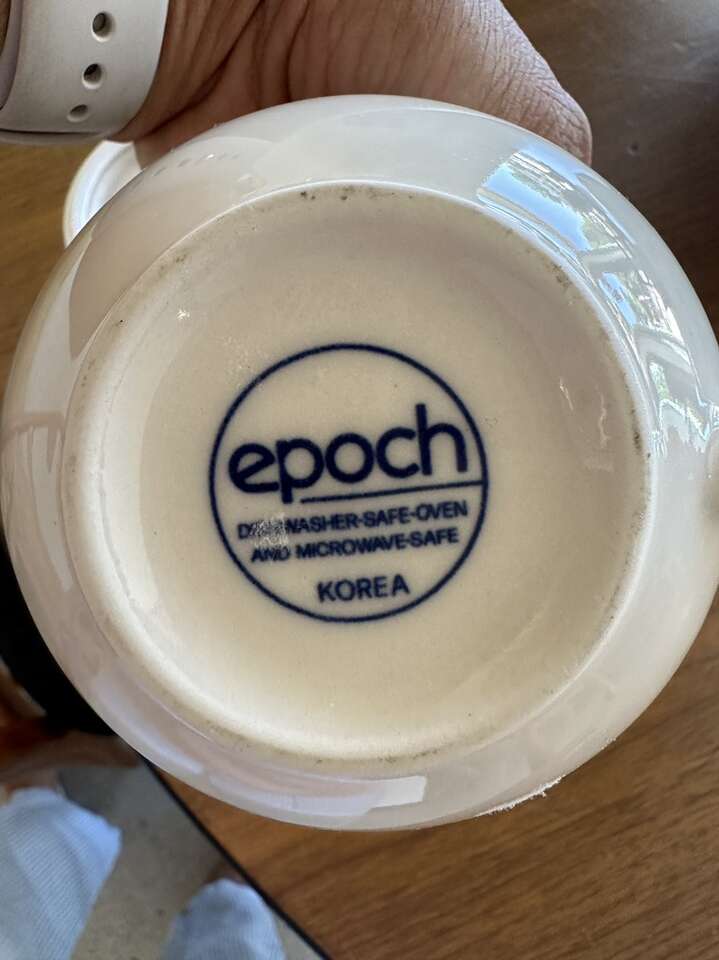 epoch
DISHWASHER-SAFE-OVEN
AND MICROWAVE-SAFE
KOREA